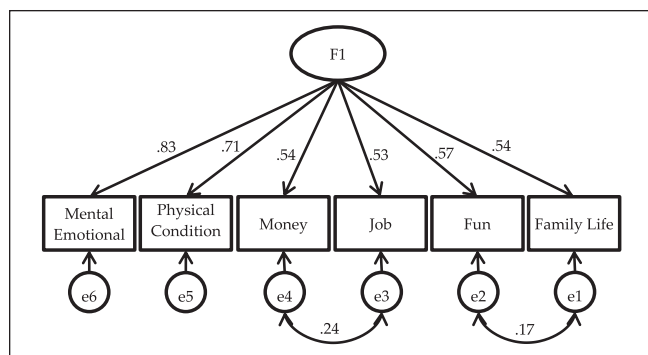 F1
.83
.71
.54
.53
.57
.54
Mental
Emotional
Physical
Condition
Money
Job
Fun
Family Life
e6
e5
e4
e3
e2
e1
.24
.17